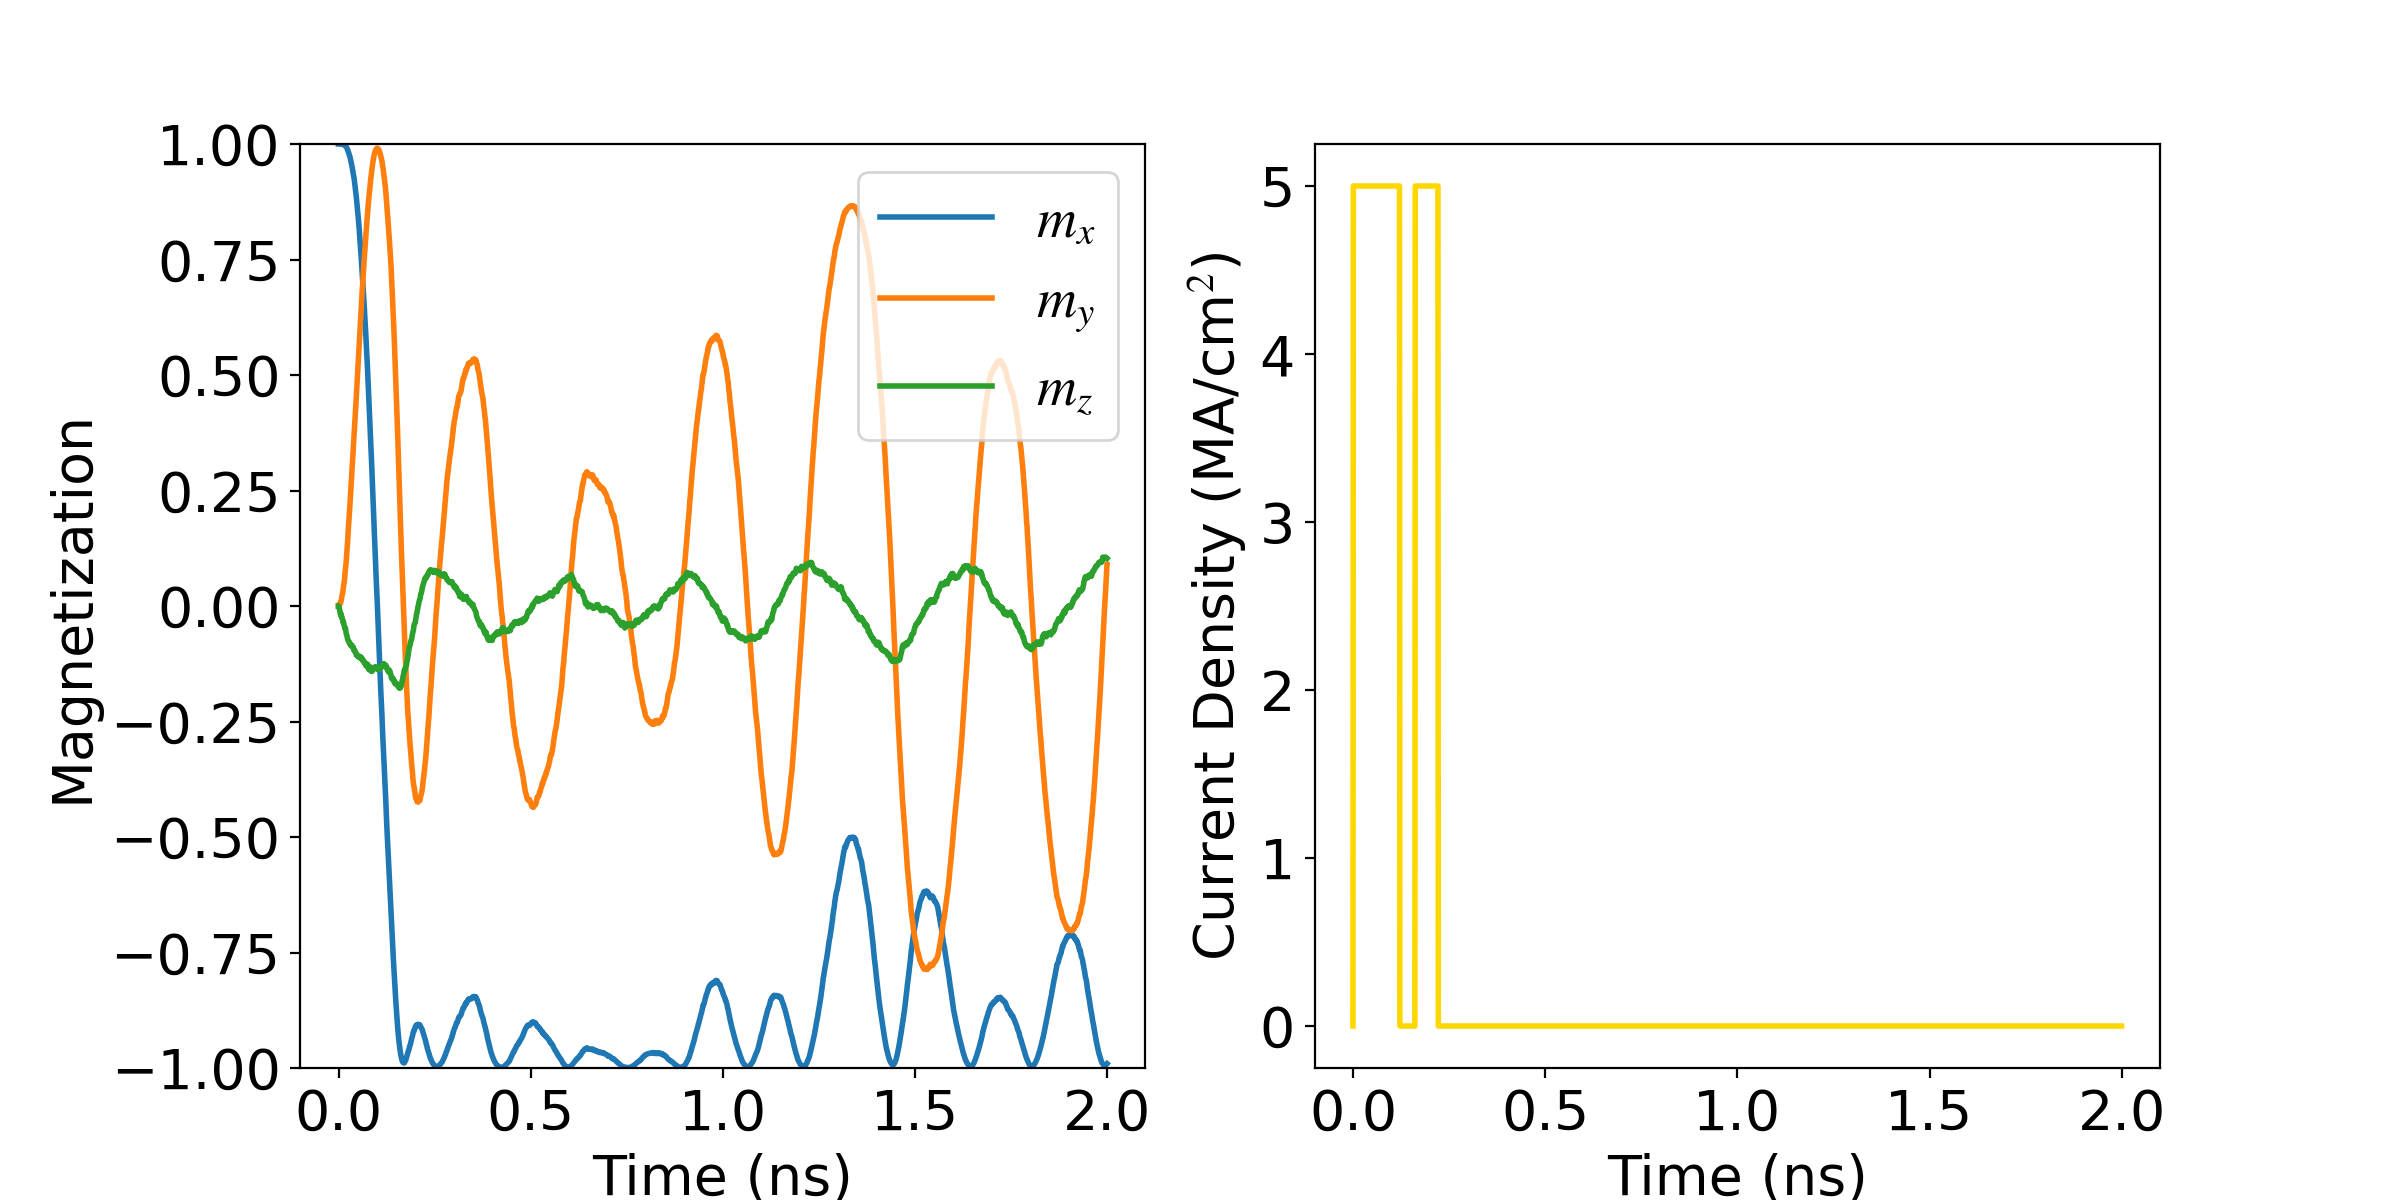 Magnetization
1.00
0.75
0.50
0.25
0.00
−0.25
−0.50
−0.75
−1.00
0.0 0.5 1.0 1.5 2.0
Time (ns)
m_x
m_y
m_z
Current Density (MA/cm²)
5
4
3
2
1
0
0.0 0.5 1.0 1.5 2.0
Time (ns)